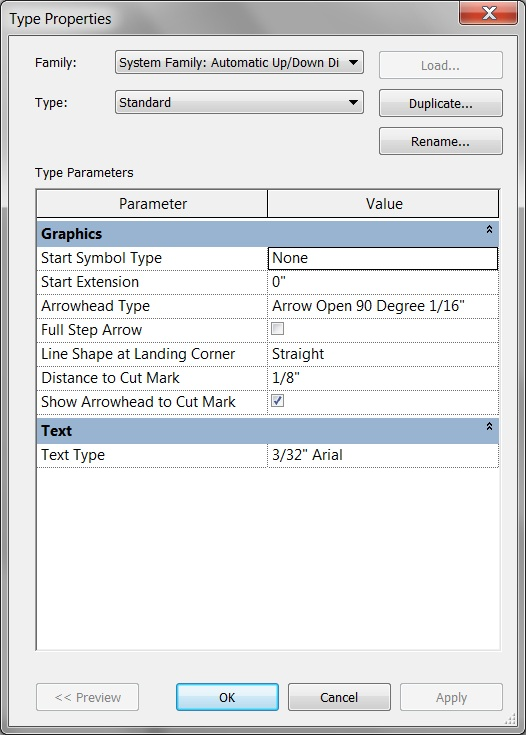 Type Properties
Family: System Family: Automatic Up/Down Di Load...
Type: Standard Duplicate...
Rename...
Type Parameters
Parameter Value
Graphics
Start Symbol Type None
Start Extension 0"
Arrowhead Type Arrow Open 90 Degree 1/16"
Full Step Arrow
Line Shape at Landing Corner Straight
Distance to Cut Mark 1/8"
Show Arrowhead to Cut Mark
Text
Text Type 3/32" Arial
<< Preview OK Cancel Apply